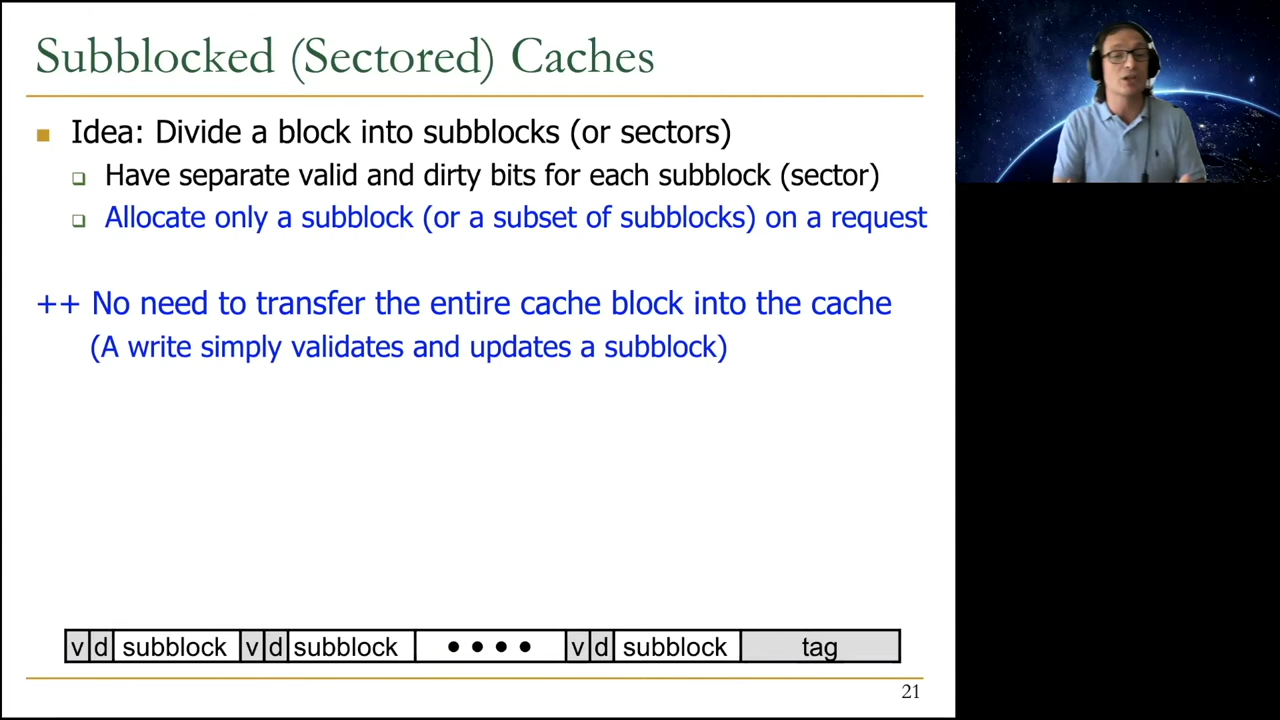 Subblocked (Sectored) Caches
Idea: Divide a block into subblocks (or sectors)
Have separate valid and dirty bits for each subblock (sector)
Allocate only a subblock (or a subset of subblocks) on a request
++ No need to transfer the entire cache block into the cache
(A write simply validates and updates a subblock)
v d subblock v d subblock • • • • v d subblock tag
21